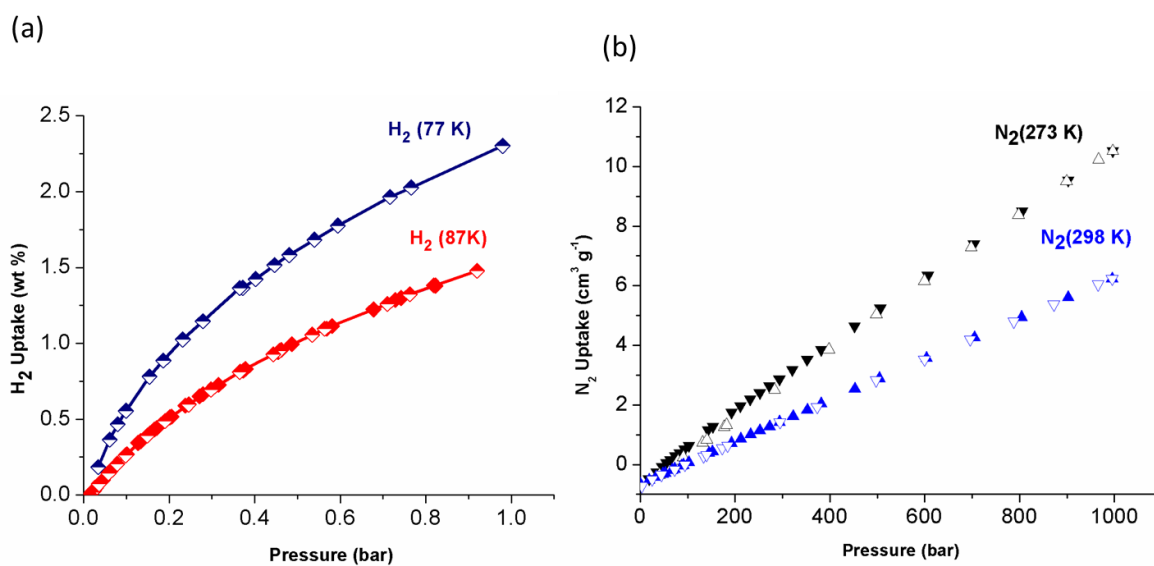 (a)
H2 Uptake (wt %)
2.5
2.0
1.5
1.0
0.5
0.0
H2 (77 K)
H2 (87K)
0.0 0.2 0.4 0.6 0.8 1.0
Pressure (bar)
(b)
N2 Uptake (cm3 g-1)
12
10
8
6
4
2
0
N2(273 K)
N2(298 K)
0 200 400 600 800 1000
Pressure (bar)